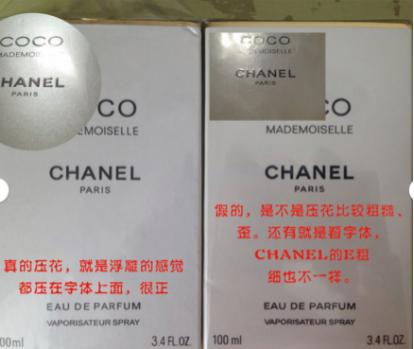 COCO
MADEMOI
HANEL
PARIS
CO
EMOISELLE
CHANEL
PARIS
真的压花，就是浮雕的感觉
都压在字体上面，很正
EAU DE PARFUM
VAPORISATEUR SPRAY
00ml
3.4 FL.OZ.
COCO
MADEMOISELLE
CHANEL
PARIS
CO
MADEMOISELLE
CHANEL
PARIS
假的，是不是压花比较粗糙、
歪。还有就是看字体，
CHANEL的E粗
细也不一样。
EAU DE PARFUM
VAPORISATEUR SPRAY
100 ml
3.4 FL.OZ